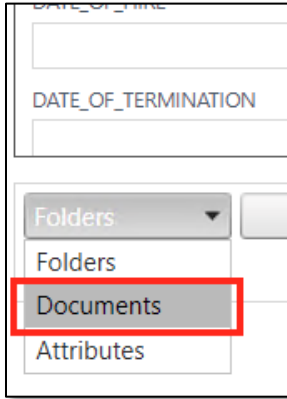 DATE_OF_HIRE
DATE_OF_TERMINATION
Folders
Folders
Documents
Attributes